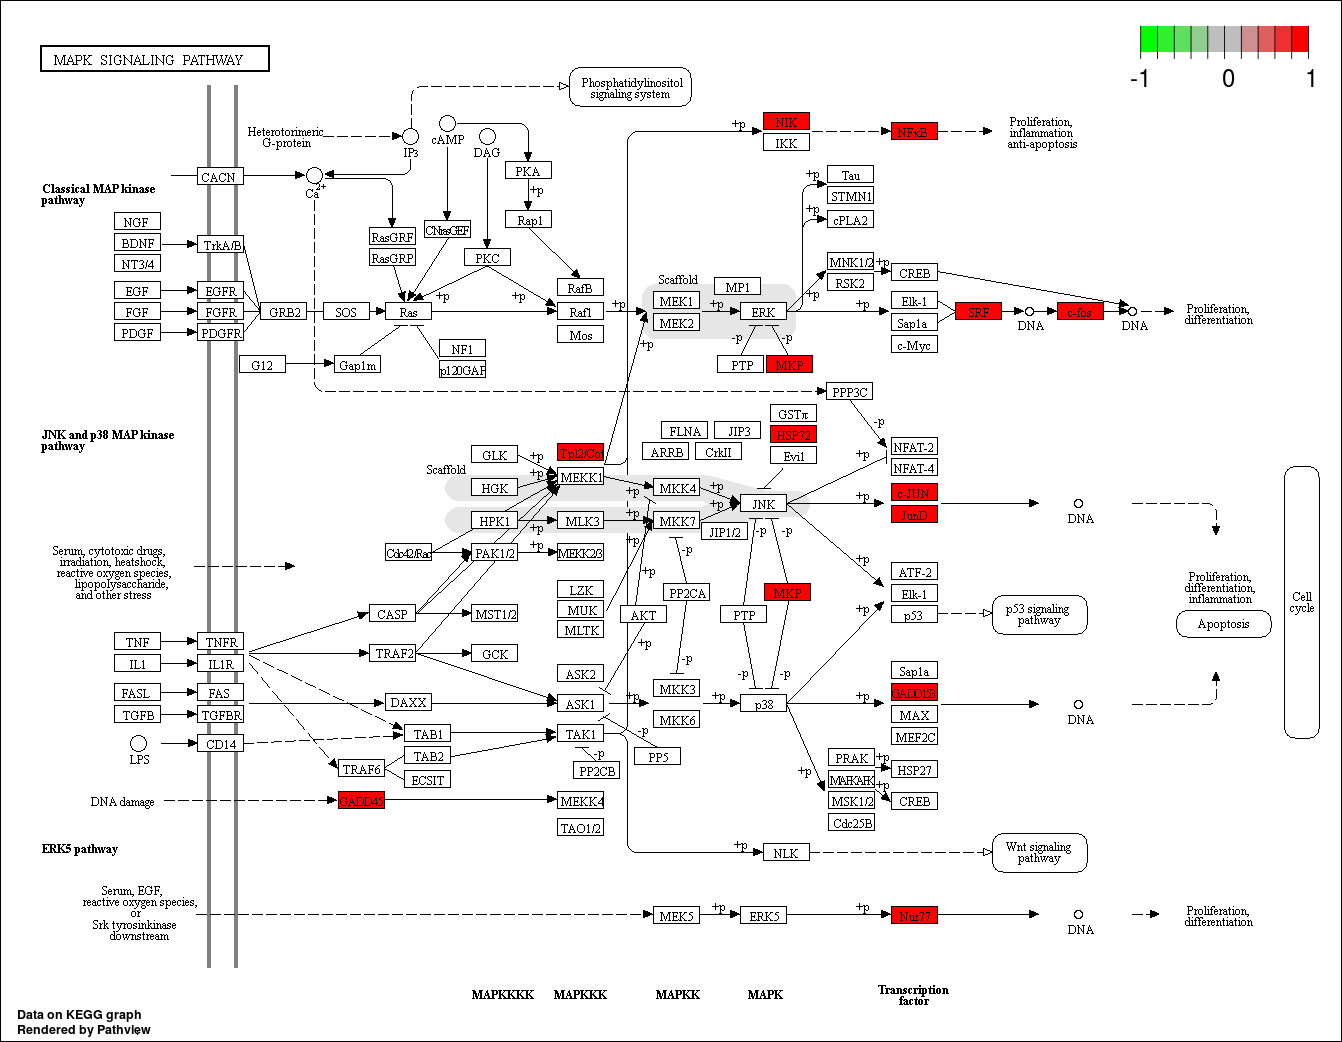 MAPK SIGNALING PATHWAY
-1
0
1
Phosphatidylinositol
signaling system
Heterotorimeric
G-protein
IP3
cAMP
DAG
+p
NIK
IKK
NFκB
Proliferation,
inflammation
anti-apoptosis
CACN
Ca2+
PKA
+p
Rap1
Classical MAP kinase
pathway
NGF
BDNF
NT3/4
TrkA/B
RasGRF
RasGRP
CNrasGEF
PKC
RafB
+p
+p
+p
Tau
STMN1
+p
cPLA2
Scaffold
MP1
MNK1/2
RSK2
+p
+p
CREB
EGF
FGF
PDGF
EGFR
FGFR
PDGFR
GRB2
SOS
Ras
Raf1
Mos
+p
MEK1
MEK2
+p
ERK
+p
Elk-1
Sap1a
c-Myc
SRF
DNA
c-fos
DNA
Proliferation,
differentiation
G12
Gap1m
NF1
p120GAP
+p
-p
-p
PTP
MKP
PPP3C
-p
JNK and p38 MAP kinase
pathway
GLK
HGK
HPK1
Scaffold
+p
+p
+p
Tpl2/Cot
MEKK1
MLK3
FLNA
JIP3
ARRB
CrkII
GSTπ
HSP72
Evi1
NFAT-2
NFAT-4
+p
+p
+p
MKK4
MKK7
+p
+p
JNK
JIP1/2
+p
c-JUN
JunD
DNA
Serum, cytotoxic drugs,
irradiation, heatshock,
reactive oxygen species,
lipopolysaccharide,
and other stress
Cdc42/Rac
PAK1/2
+p
MEKK2/3
+p
-p
-p
-p
+p
+p
LZK
MUK
MLTK
AKT
PP2CA
PTP
MKP
ATF-2
Elk-1
p53
+p
p53 signaling
pathway
Proliferation,
differentiation,
inflammation
Apoptosis
Cell
cycle
CASP
MST1/2
TRAF2
GCK
TNF
IL1
FASL
TGFB
LPS
TNFR
IL1R
FAS
TGFBR
CD14
DAXX
TAB1
TAB2
ECSIT
TRAF6
ASK2
ASK1
TAK1
+p
+p
-p
-p
PP2CB
PP5
MKK3
MKK6
-p
+p
-p
-p
p38
+p
Sap1a
GADD153
MAX
MEF2C
DNA
+p
PRAK
MAPKAPK
MSK1/2
Cdc25B
+p
+p
HSP27
CREB
DNA damage
GADD45
MEKK4
TAO1/2
ERK5 pathway
+p
NLK
Wnt signaling
pathway
Serum, EGF,
reactive oxygen species,
or
Srk tyrosinkinase
downstream
MEK5
+p
ERK5
+p
Nur77
DNA
Proliferation,
differentiation
MAPKKKK
MAPKKK
MAPKK
MAPK
Transcription
factor
Data on KEGG graph
Rendered by Pathview